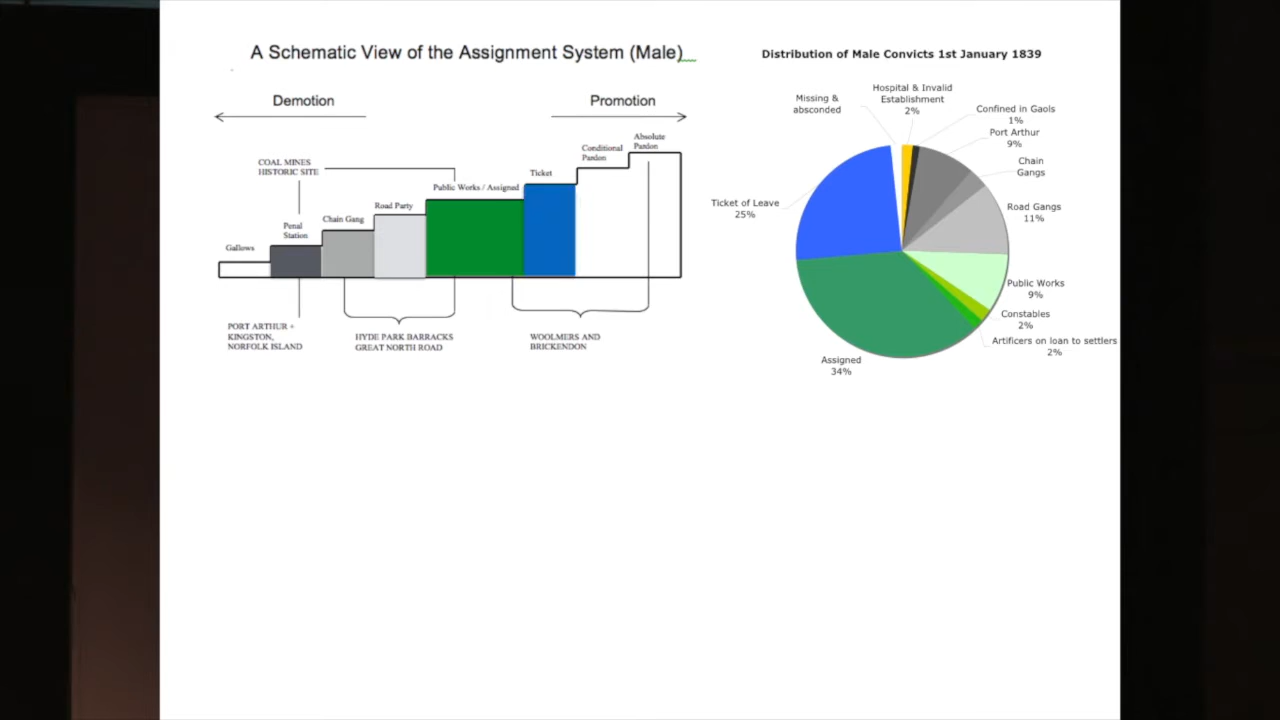 A Schematic View of the Assignment System (Male)
Demotion
Promotion
COAL MINES
HISTORIC SITE
Gallows
Penal
Station
Chain Gang
Road Party
Public Works / Assigned
Ticket
Conditional
Pardon
Absolute
Pardon
PORT ARTHUR +
KINGSTON,
NORFOLK ISLAND
HYDE PARK BARRACKS
GREAT NORTH ROAD
WOOLMERS AND
BRICKENDON
Distribution of Male Convicts 1st January 1839
Missing &
absconded
Hospital & Invalid
Establishment
2%
Confined in Gaols
1%
Port Arthur
9%
Chain
Gangs
Road Gangs
11%
Public Works
9%
Constables
2%
Artificers on loan to settlers
2%
Assigned
34%
Ticket of Leave
25%